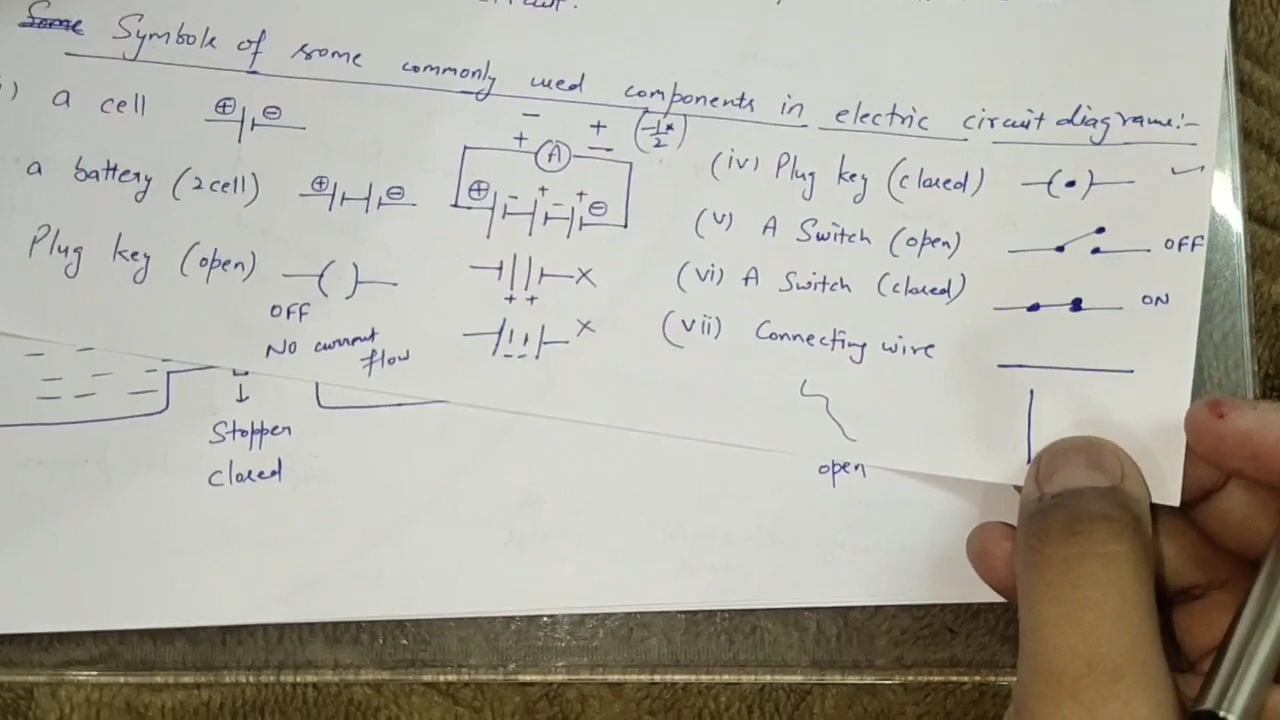 Symbols of some commonly used components in electric circuit diagrams:-
i) a cell ⊕ ⊖
a battery (2 cell) ⊕ ⊖
Plug key (open)
OFF
No current
flow
- +
+ - (-1/2*)
A
⊕ - + - + ⊖
X
+ +
X
- -
(iv) Plug key (closed)
(v) A Switch (open) OFF
(vi) A Switch (closed) ON
(vii) Connecting wire
Stopper
closed
open